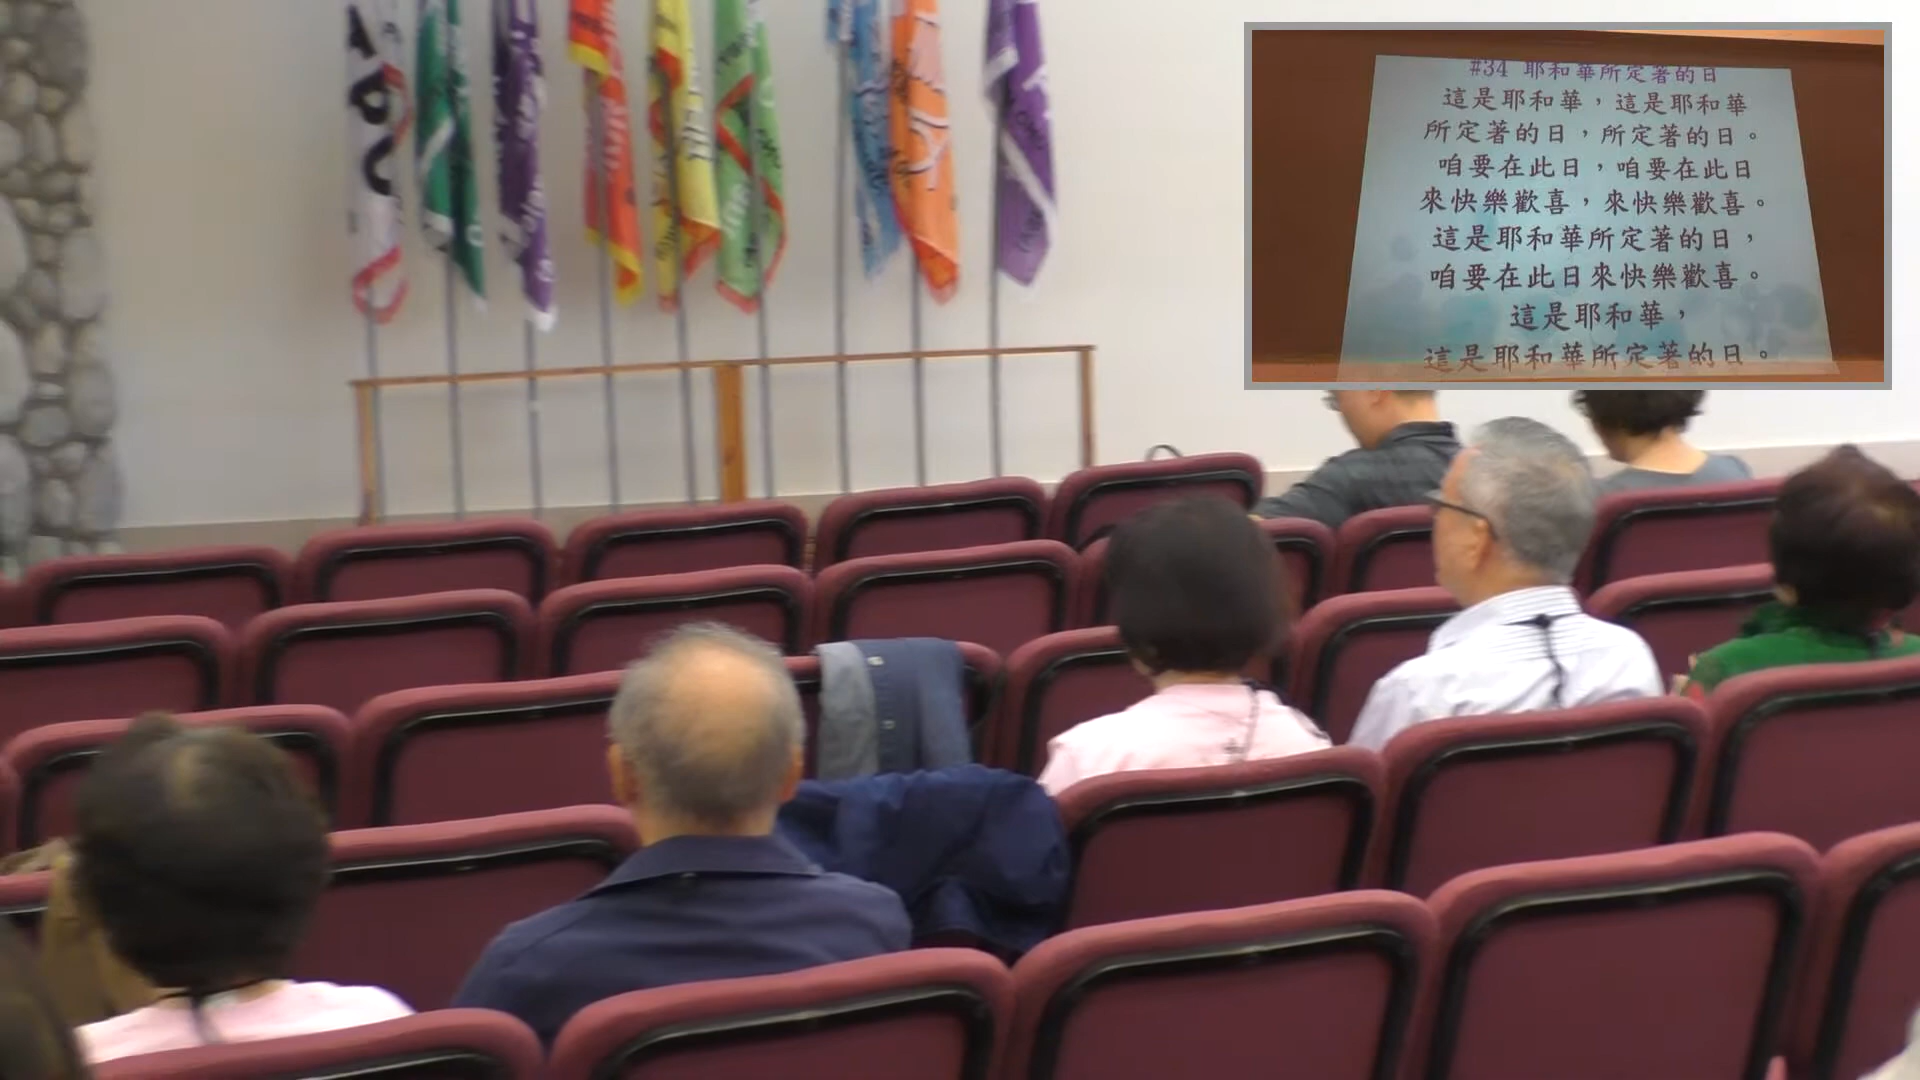 #34 耶和華所定著的日
這是耶和華，這是耶和華
所定著的日，所定著的日。
咱要在此日，咱要在此日
來快樂歡喜，來快樂歡喜。
這是耶和華所定著的日，
咱要在此日來快樂歡喜。
這是耶和華，
這是耶和華所定著的日。